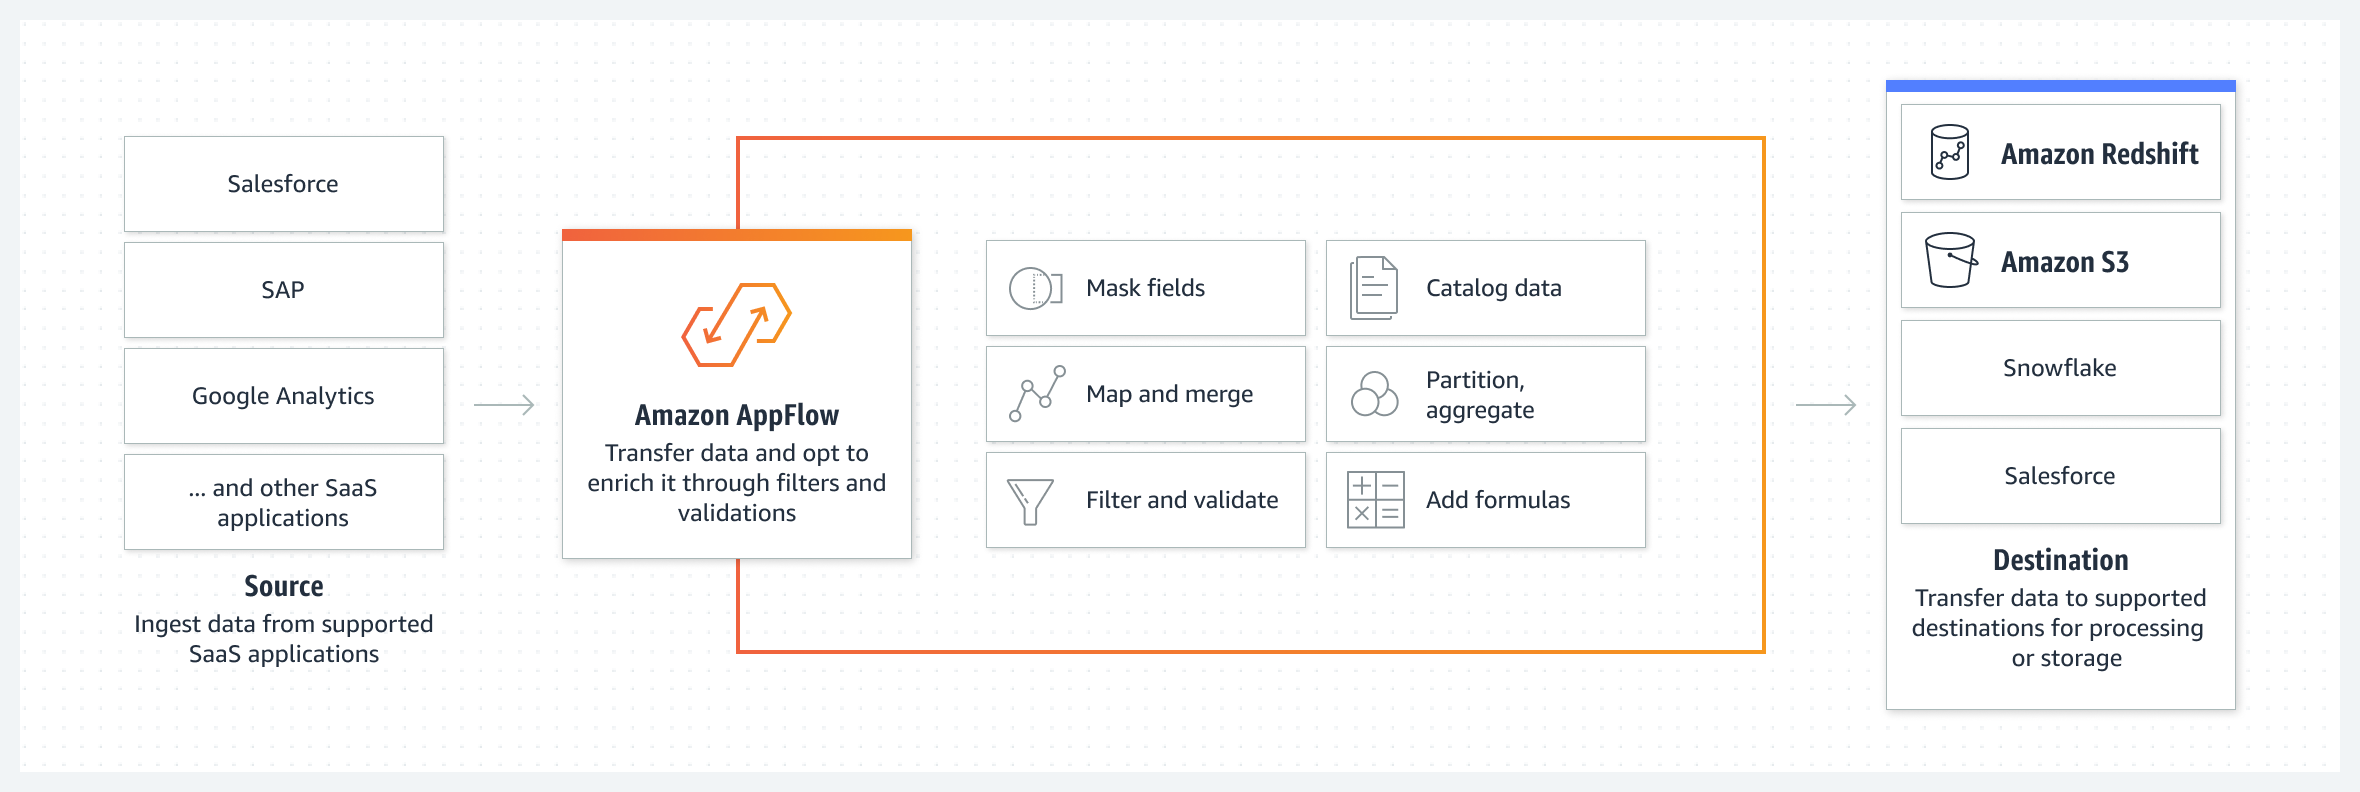 Salesforce
SAP
Google Analytics
... and other SaaS
applications
Source
Ingest data from supported
SaaS applications
Amazon AppFlow
Transfer data and opt to
enrich it through filters and
validations
Mask fields
Catalog data
Map and merge
Partition,
aggregate
Filter and validate
Add formulas
Amazon Redshift
Amazon S3
Snowflake
Salesforce
Destination
Transfer data to supported
destinations for processing
or storage